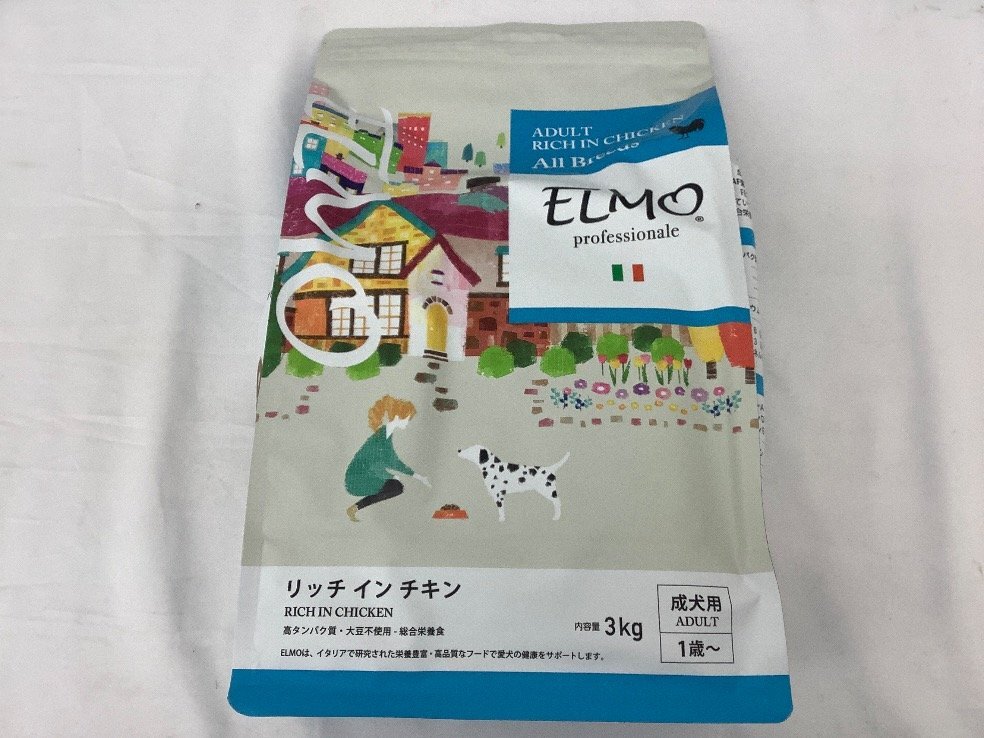 ADULT
RICH IN CHICKEN
All Breeds
ELMO®
professionale
ELMO
リッチ イン チキン
RICH IN CHICKEN
高タンパク質・大豆不使用 - 総合栄養食
ELMOは、イタリアで研究された栄養豊富・高品質なフードで愛犬の健康をサポートします。
内容量 3kg
成犬用
ADULT
1歳～